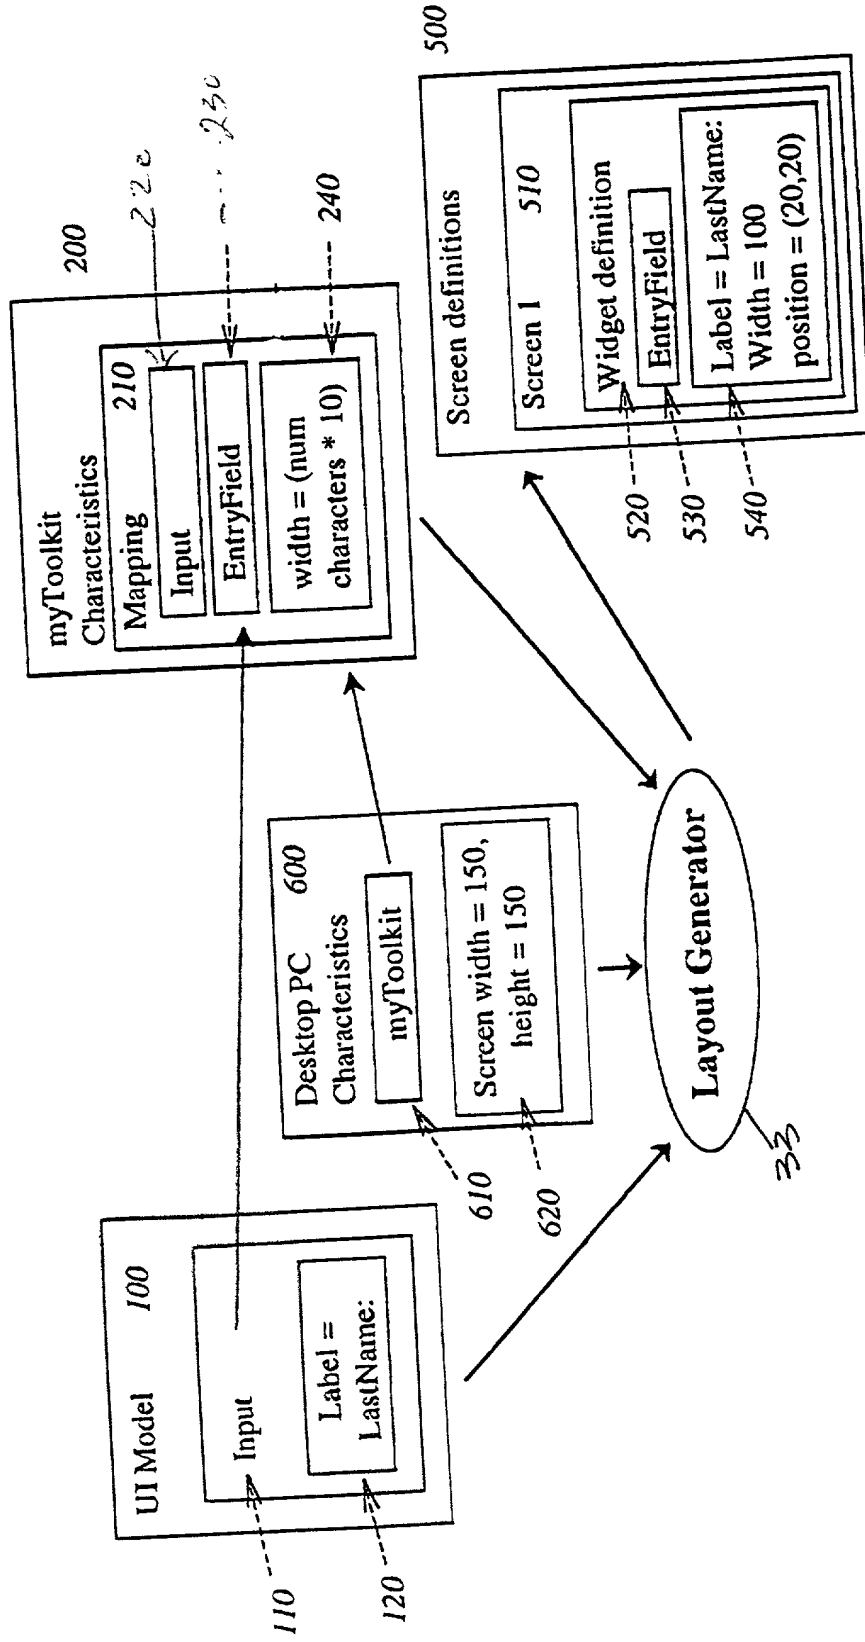 UI Model 100
Input
Label =
LastName:
110
120
Desktop PC
Characteristics 600
myToolkit
Screen width = 150,
height = 150
610
620
myToolkit
Characteristics
200
Mapping 210
Input
EntryField
width = (num
characters * 10)
230
240
Layout Generator
33
Screen definitions
500
Screen 1 510
Widget definition
EntryField
Label = LastName:
Width = 100
position = (20,20)
520
530
540